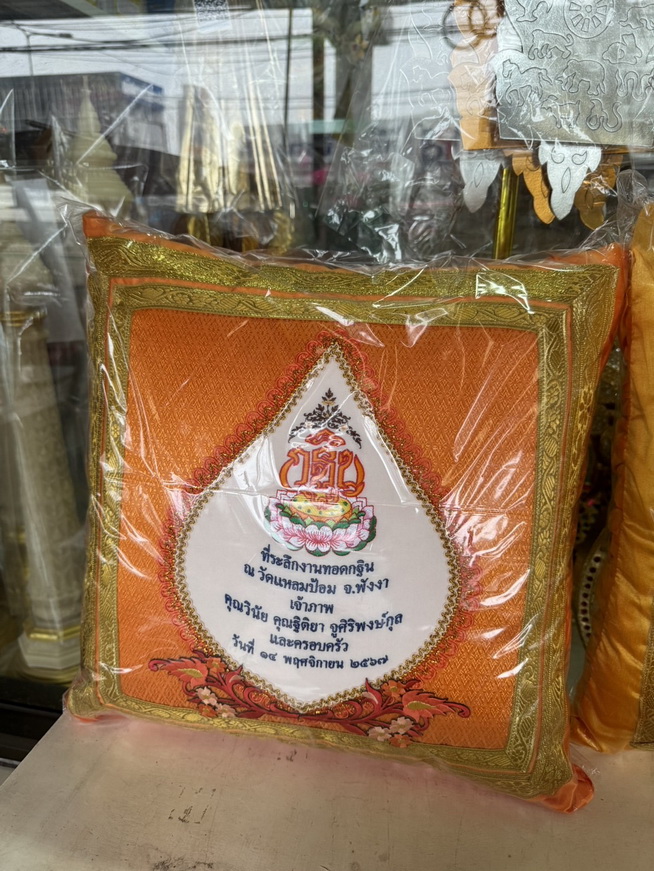 ที่ระลึกงานทอดกฐิน
ณ วัดแหลมป้อม จ.พังงา
เจ้าภาพ
คุณวินัย คุณฐิติยา จูศิริพงษ์กุล
และครอบครัว
วันที่ ๑๔ พฤศจิกายน ๒๕๖๗